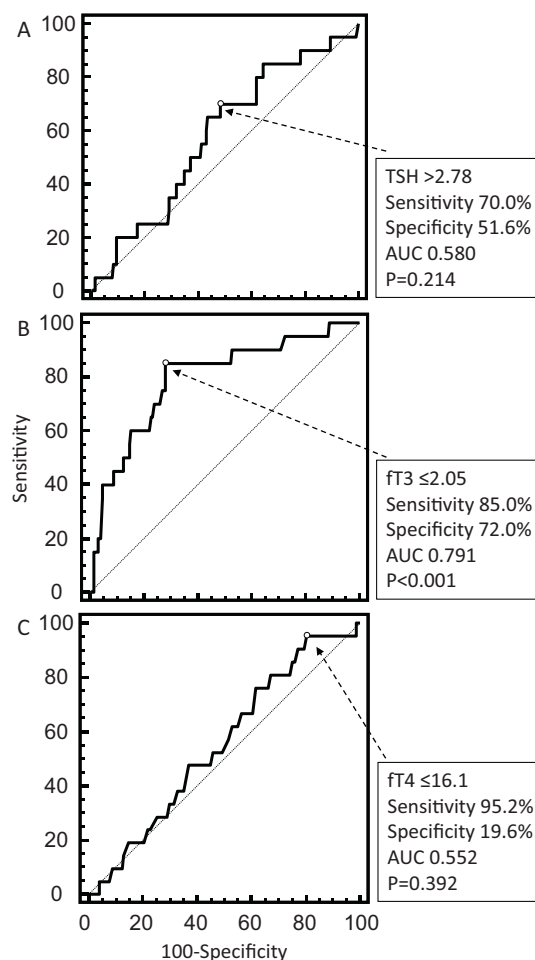 A
100
80
60
40
20
0
TSH >2.78
Sensitivity 70.0%
Specificity 51.6%
AUC 0.580
P=0.214
B
100
80
60
40
20
0
Sensitivity
fT3 ≤2.05
Sensitivity 85.0%
Specificity 72.0%
AUC 0.791
P<0.001
C
100
80
60
40
20
0
fT4 ≤16.1
Sensitivity 95.2%
Specificity 19.6%
AUC 0.552
P=0.392
0 20 40 60 80 100
100-Specificity